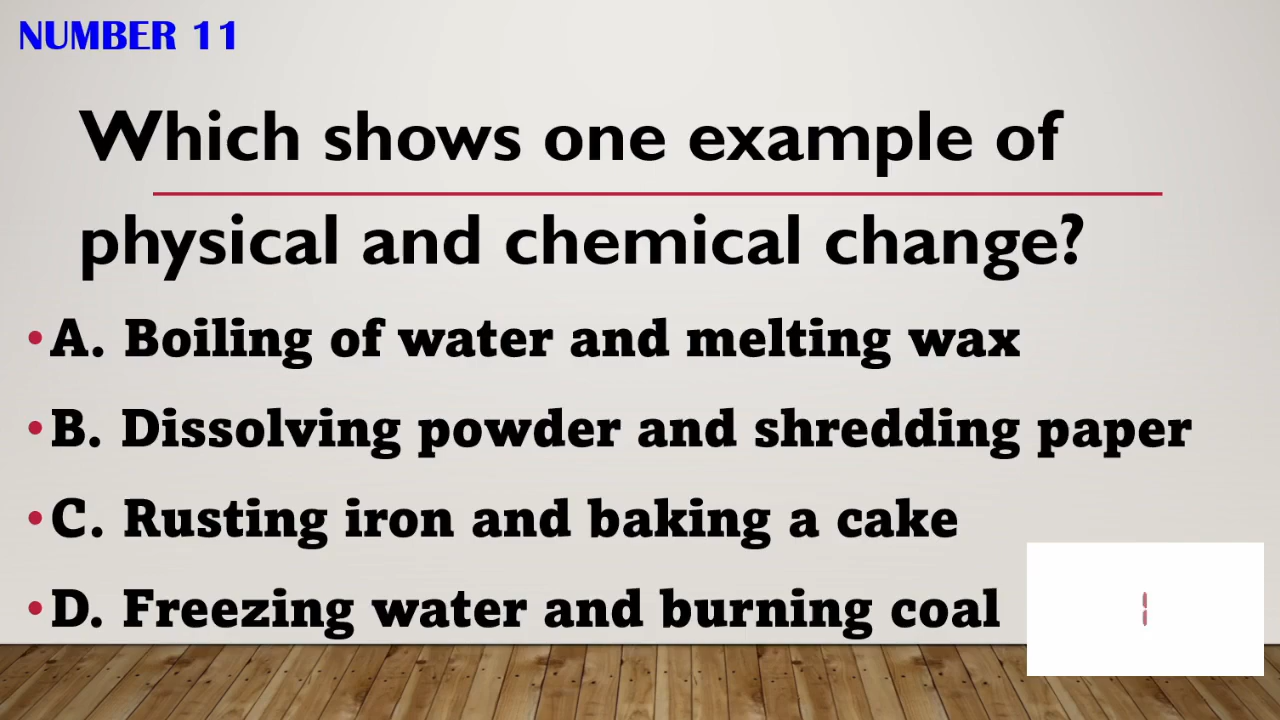 NUMBER 11
Which shows one example of
physical and chemical change?
• A. Boiling of water and melting wax
• B. Dissolving powder and shredding paper
• C. Rusting iron and baking a cake
• D. Freezing water and burning coal
1